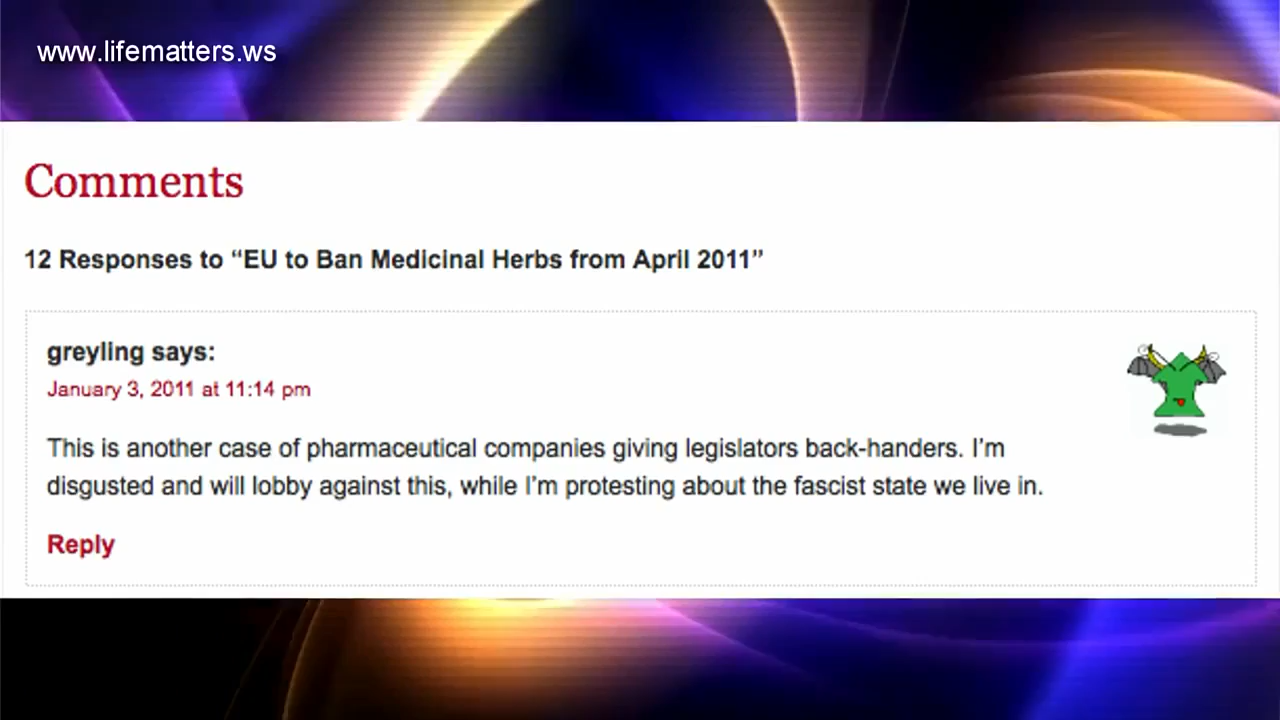 www.lifematters.ws
Comments
12 Responses to “EU to Ban Medicinal Herbs from April 2011”
greyling says:
January 3, 2011 at 11:14 pm
This is another case of pharmaceutical companies giving legislators back-handers. I’m
disgusted and will lobby against this, while I’m protesting about the fascist state we live in.
Reply